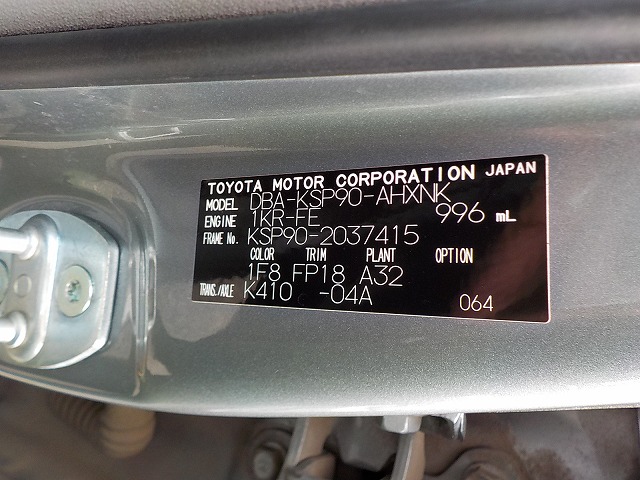 TOYOTA MOTOR CORPORATION JAPAN
MODEL DBA-KSP90-AHXNK
ENGINE 1KR-FE 996 mL
FRAME No. KSP90-2037415
COLOR TRIM PLANT OPTION
1F8 FP18 A32
TRANS./AXLE K410 -04A
064